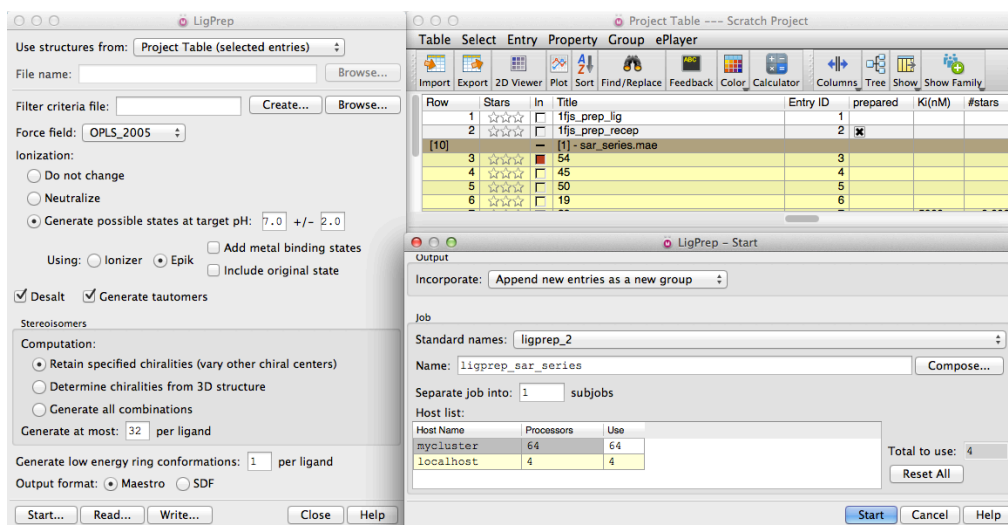 LigPrep
Use structures from: Project Table (selected entries)
File name: Browse...
Filter criteria file: Create... Browse...
Force field: OPLS_2005
Ionization:
Do not change
Neutralize
Generate possible states at target pH: 7.0 +/- 2.0
Add metal binding states
Using: Ionizer Epik
Include original state
Desalt Generate tautomers
Stereoisomers
Computation:
Retain specified chiralities (vary other chiral centers)
Determine chiralities from 3D structure
Generate all combinations
Generate at most: 32 per ligand
Generate low energy ring conformations: 1 per ligand
Output format: Maestro SDF
Start... Read... Write... Close Help
Project Table --- Scratch Project
Table Select Entry Property Group ePlayer
ABC
Import Export 2D Viewer Plot Sort Find/Replace Feedback Color Calculator Columns Tree Show Show Family
Row Stars In Title Entry ID prepared Ki(nM) #stars
1 1fjs_prep_lig 1
2 1fjs_prep_recep 2
[10] [1] - sar_series.mae
3 54 3
4 45 4
5 50 5
6 19 6
LigPrep - Start
Output
Incorporate: Append new entries as a new group
Job
Standard names: ligprep_2
Name: ligprep_sar_series Compose...
Separate job into: 1 subjobs
Host list:
Host Name Processors Use
mycluster 64 64
localhost 4 4
Total to use: 4
Reset All
Start Cancel Help